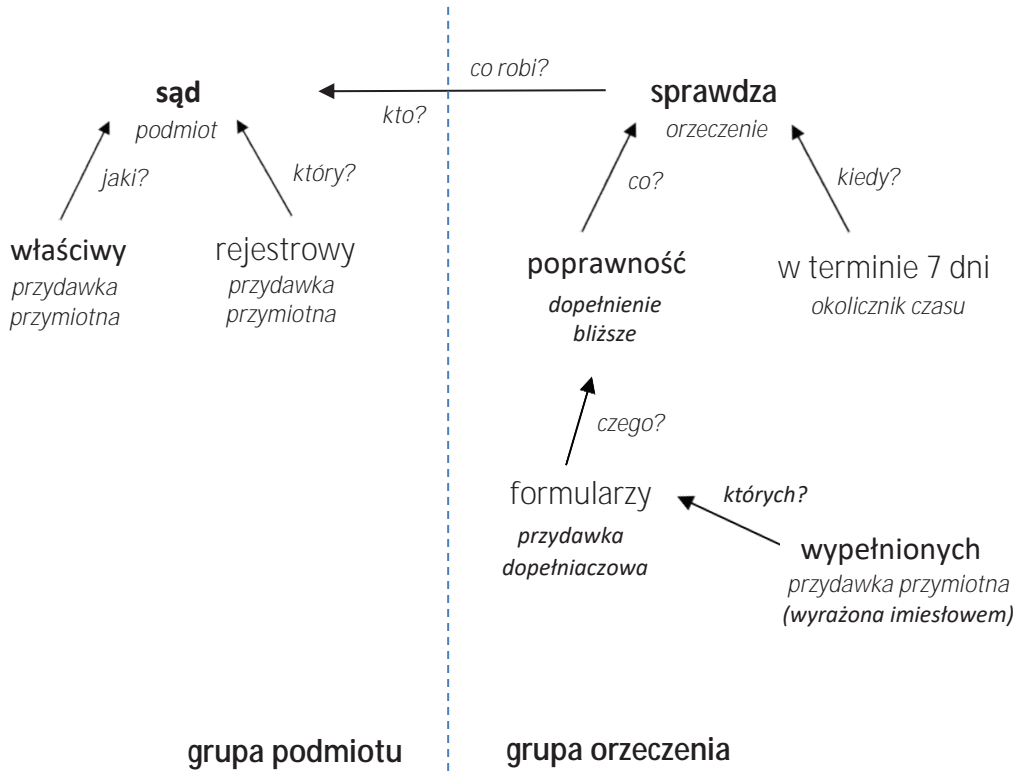 co robi?
sąd
sprawdza
kto?
podmiot
orzeczenie
jaki?
który?
co?
kiedy?
właściwy
rejestrowy
poprawność
w terminie 7 dni
przydawka
przymiotna
przydawka
przymiotna
dopełnienie
bliższe
okolicznik czasu
czego?
formularzy
których?
przydawka
dopełniaczowa
wypełnionych
przydawka przymiotna
(wyrażona imiesłowem)
grupa podmiotu
grupa orzeczenia